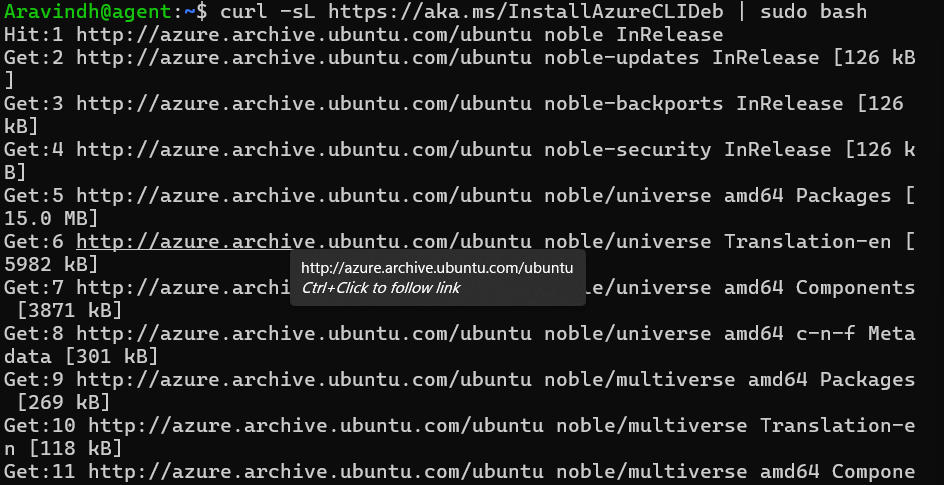 Aravindh@agent:~$ curl -sL https://aka.ms/InstallAzureCLIDeb | sudo bash
Hit:1 http://azure.archive.ubuntu.com/ubuntu noble InRelease
Get:2 http://azure.archive.ubuntu.com/ubuntu noble-updates InRelease [126 kB
]
Get:3 http://azure.archive.ubuntu.com/ubuntu noble-backports InRelease [126
kB]
Get:4 http://azure.archive.ubuntu.com/ubuntu noble-security InRelease [126 k
B]
Get:5 http://azure.archive.ubuntu.com/ubuntu noble/universe amd64 Packages [
15.0 MB]
Get:6 http://azure.archive.ubuntu.com/ubuntu noble/universe Translation-en [
5982 kB]
http://azure.archive.ubuntu.com/ubuntu
Ctrl+Click to follow link
Get:7 http://azure.archi ble/universe amd64 Components
[3871 kB]
Get:8 http://azure.archive.ubuntu.com/ubuntu noble/universe amd64 c-n-f Meta
data [301 kB]
Get:9 http://azure.archive.ubuntu.com/ubuntu noble/multiverse amd64 Packages
[269 kB]
Get:10 http://azure.archive.ubuntu.com/ubuntu noble/multiverse Translation-e
n [118 kB]
Get:11 http://azure.archive.ubuntu.com/ubuntu noble/multiverse amd64 Compone